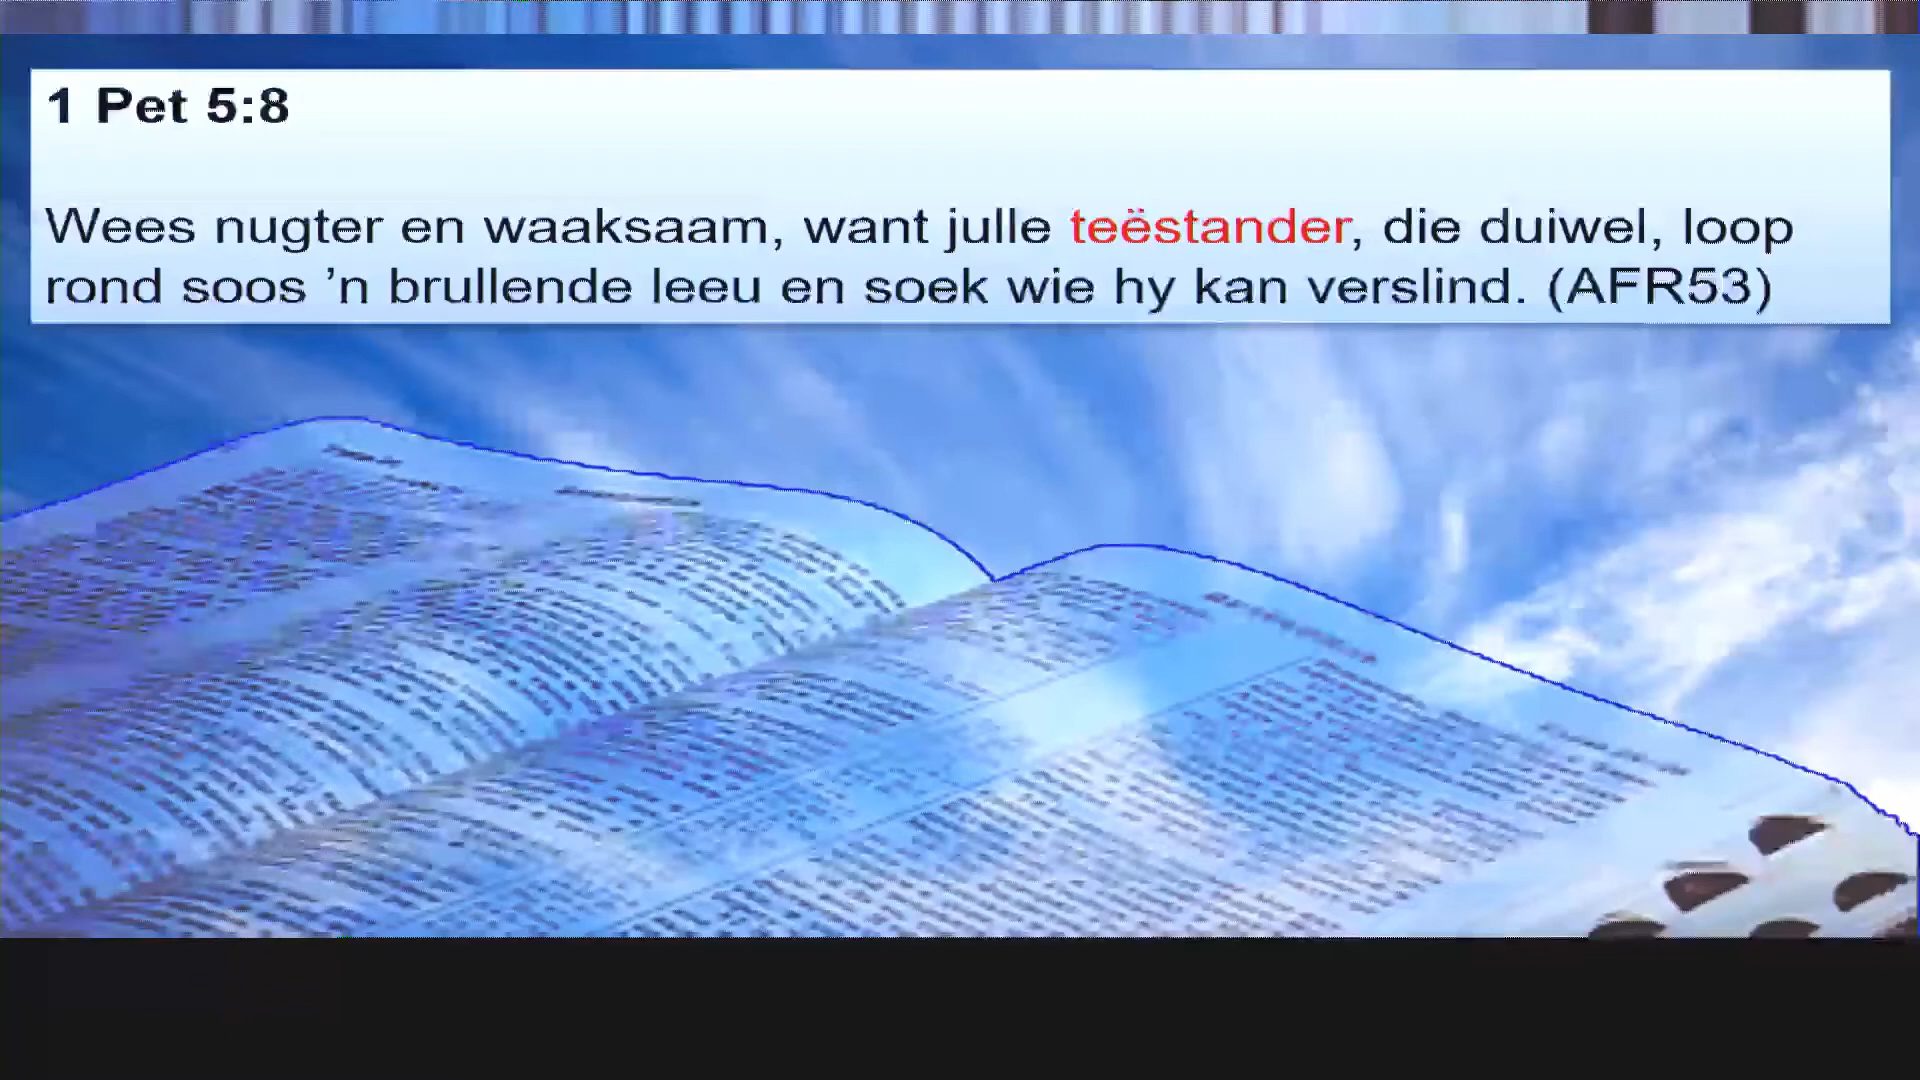 1 Pet 5:8
Wees nugter en waaksaam, want julle teëstander, die duiwel, loop
rond soos ’n brullende leeu en soek wie hy kan verslind. (AFR53)